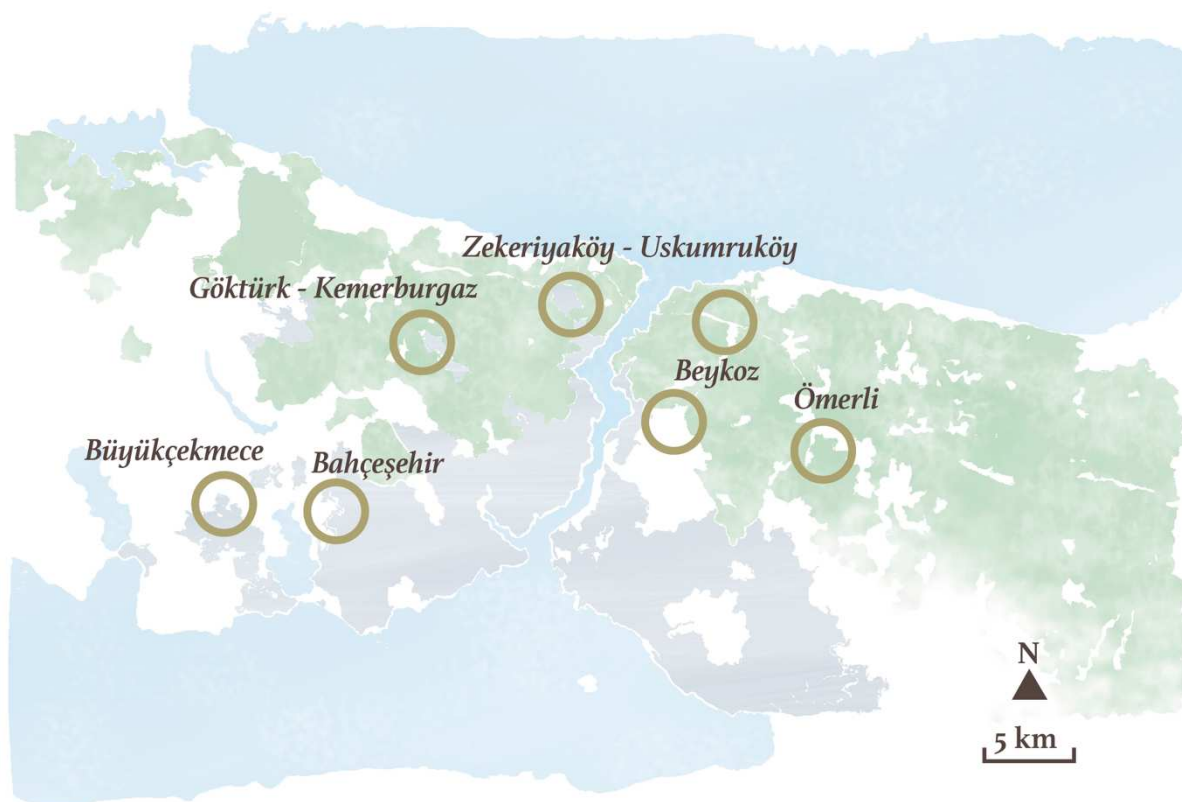 Zekeriyaköy - Uskumruköy
Göktürk - Kemerburgaz
Beykoz
Ömerli
Büyükçekmece
Bahçeşehir
N
5 km